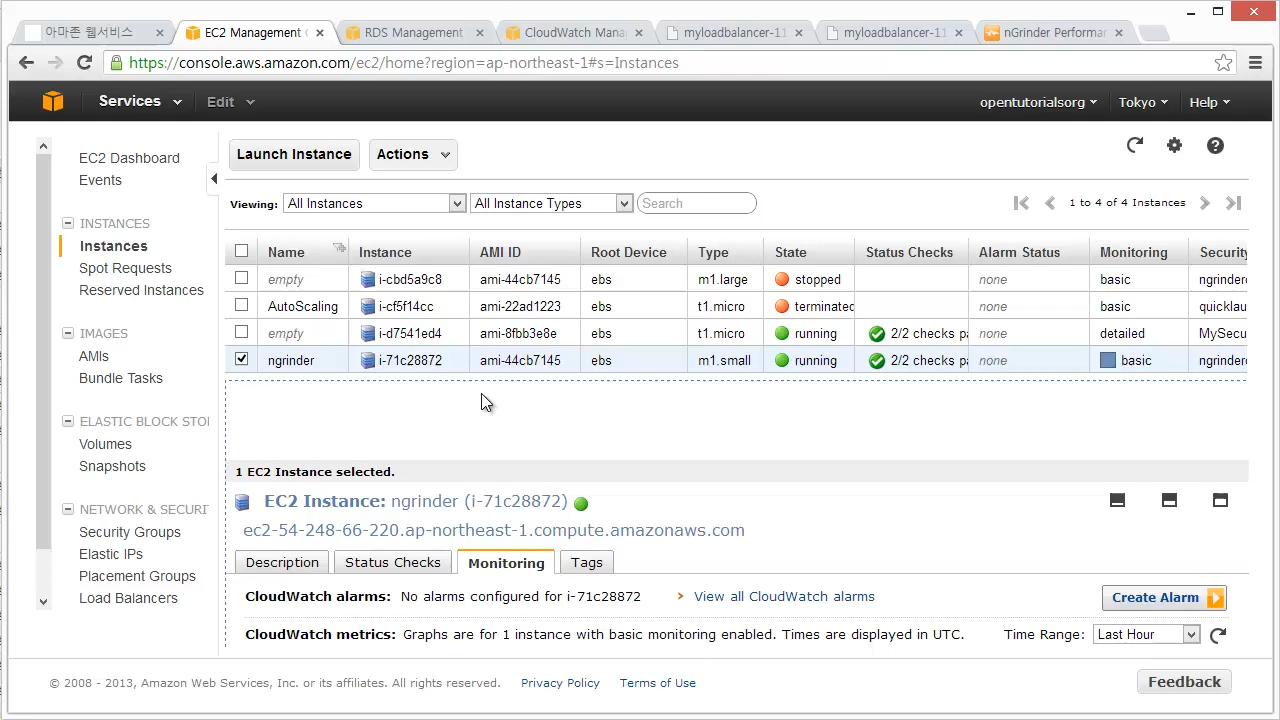 아마존 웹서비스
EC2 Management C
RDS Management
CloudWatch Mana
myloadbalancer-11
myloadbalancer-11
nGrinder Performa
https://console.aws.amazon.com/ec2/home?region=ap-northeast-1#s=Instances
Services Edit opentutorialsorg Tokyo Help
EC2 Dashboard
Events
INSTANCES
Instances
Spot Requests
Reserved Instances
IMAGES
AMIs
Bundle Tasks
ELASTIC BLOCK STO
Volumes
Snapshots
NETWORK & SECURI
Security Groups
Elastic IPs
Placement Groups
Load Balancers
Launch Instance Actions
Viewing: All Instances All Instance Types Search 1 to 4 of 4 Instances
Name Instance AMI ID Root Device Type State Status Checks Alarm Status Monitoring Security
empty i-cbd5a9c8 ami-44cb7145 ebs m1.large stopped none basic ngrinder
AutoScaling i-cf5f14cc ami-22ad1223 ebs t1.micro terminated none basic quicklau
empty i-d7541ed4 ami-8fbb3e8e ebs t1.micro running 2/2 checks pa none detailed MySecu
ngrinder i-71c28872 ami-44cb7145 ebs m1.small running 2/2 checks pa none basic ngrinder
1 EC2 Instance selected.
EC2 Instance: ngrinder (i-71c28872)
ec2-54-248-66-220.ap-northeast-1.compute.amazonaws.com
Description Status Checks Monitoring Tags
CloudWatch alarms: No alarms configured for i-71c28872 View all CloudWatch alarms Create Alarm
CloudWatch metrics: Graphs are for 1 instance with basic monitoring enabled. Times are displayed in UTC. Time Range: Last Hour
© 2008 - 2013, Amazon Web Services, Inc. or its affiliates. All rights reserved. Privacy Policy Terms of Use Feedback